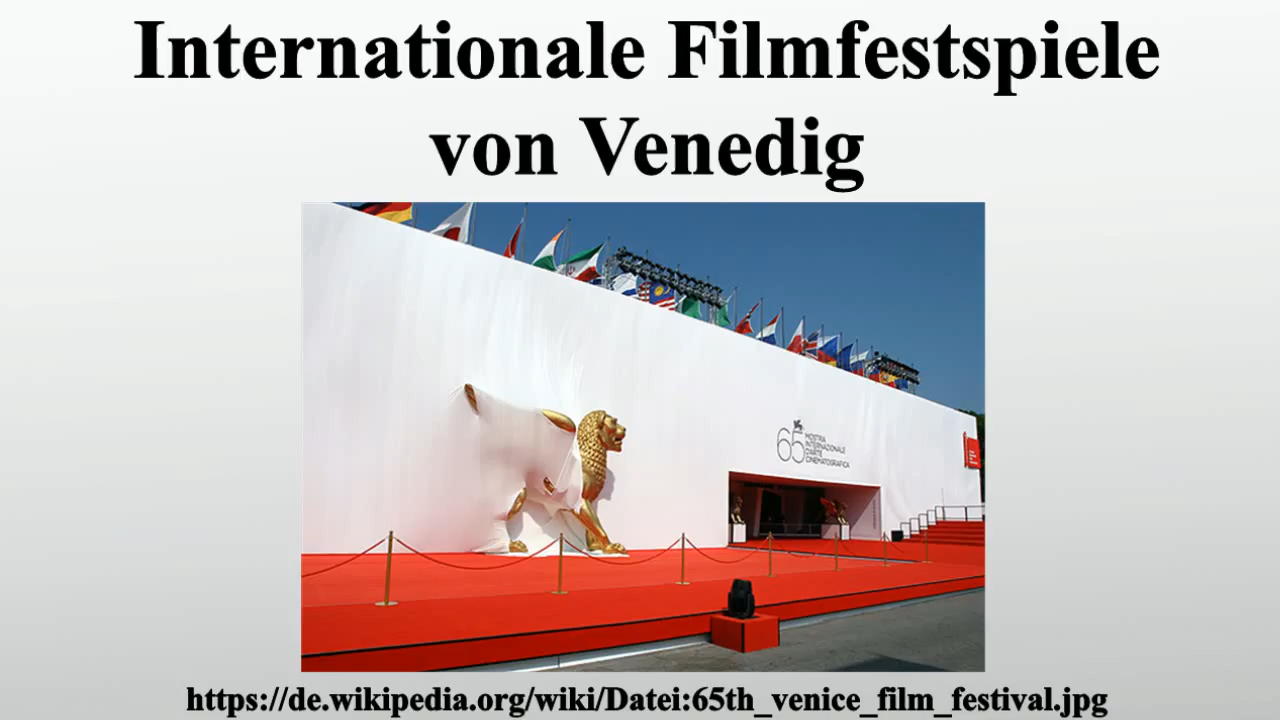 Internationale Filmfestspiele
von Venedig
65
MOSTRA
INTERNAZIONALE
D'ARTE
CINEMATOGRAFICA
https://de.wikipedia.org/wiki/Datei:65th_venice_film_festival.jpg